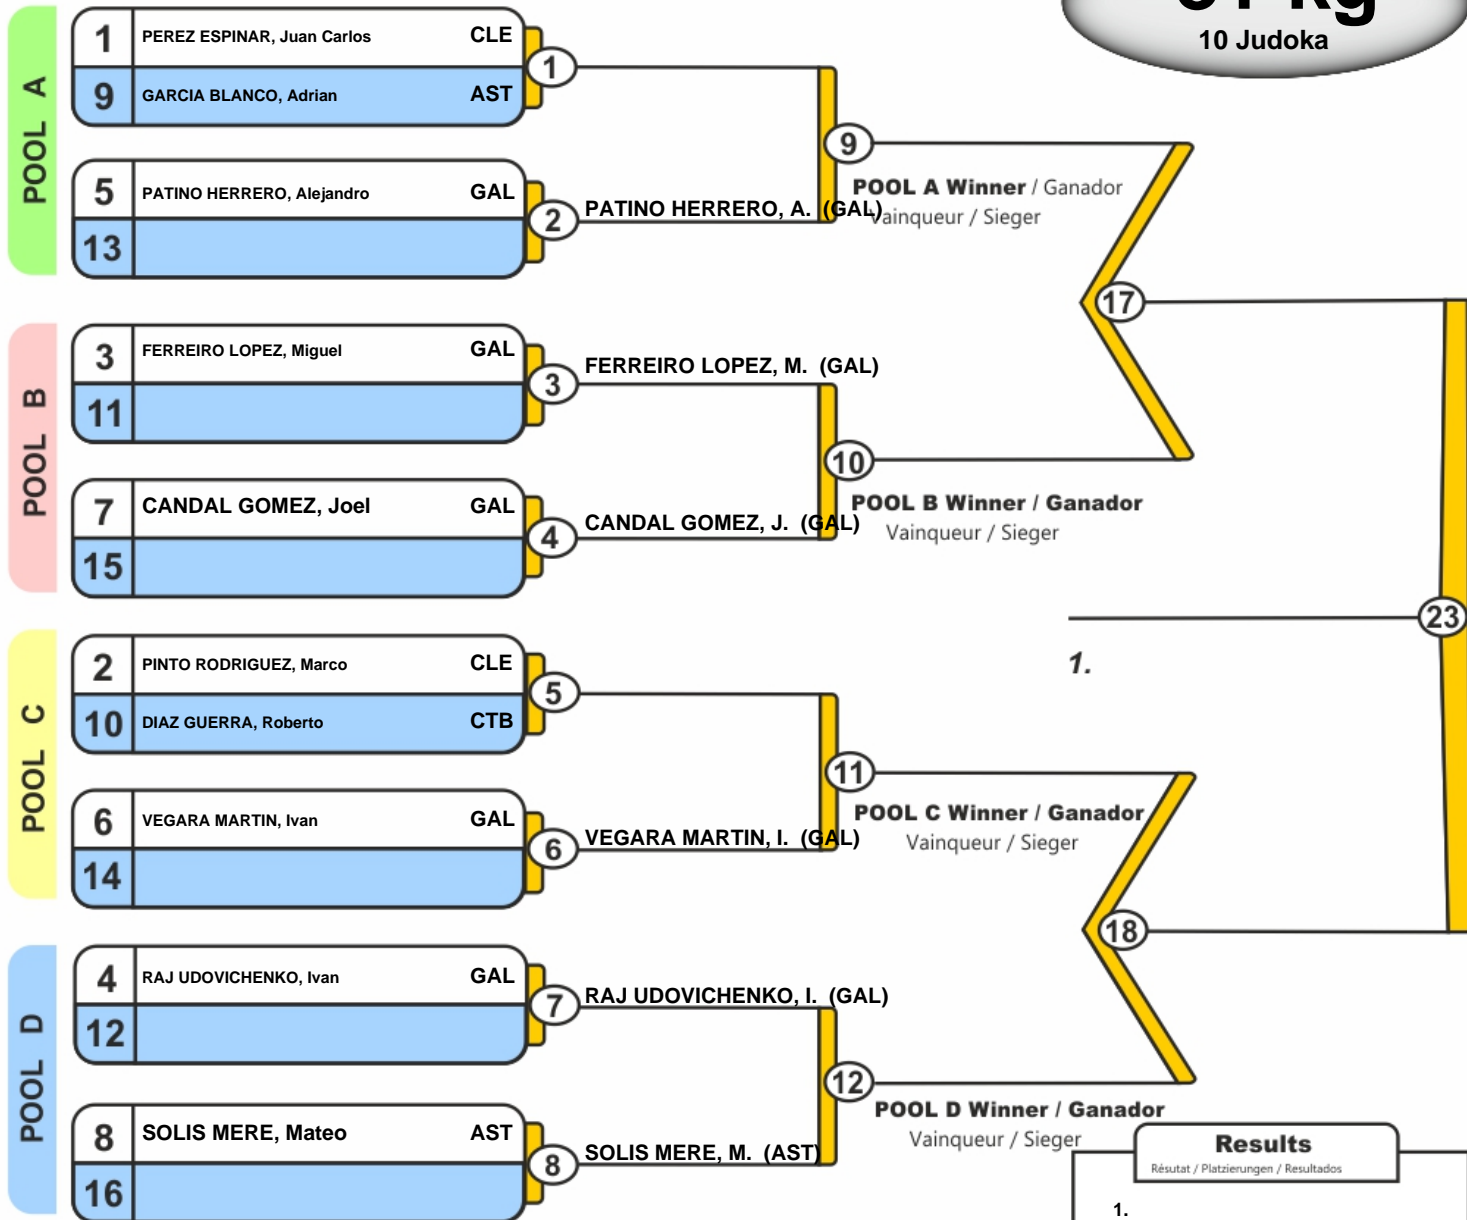 kg
10 Judoka
POOL A
1 PEREZ ESPINAR, Juan Carlos CLE
9 GARCIA BLANCO, Adrian AST
1
5 PATINO HERRERO, Alejandro GAL
13
2
PATINO HERRERO, A. (GAL)
9
POOL A Winner / Ganador
Vainqueur / Sieger
POOL B
3 FERREIRO LOPEZ, Miguel GAL
11
3
FERREIRO LOPEZ, M. (GAL)
7 CANDAL GOMEZ, Joel GAL
15
4
CANDAL GOMEZ, J. (GAL)
10
POOL B Winner / Ganador
Vainqueur / Sieger
17
23
1.
POOL C
2 PINTO RODRIGUEZ, Marco CLE
10 DIAZ GUERRA, Roberto CTB
5
6 VEGARA MARTIN, Ivan GAL
14
6
VEGARA MARTIN, I. (GAL)
11
POOL C Winner / Ganador
Vainqueur / Sieger
18
POOL D
4 RAJ UDOVICHENKO, Ivan GAL
12
7
RAJ UDOVICHENKO, I. (GAL)
8 SOLIS MERE, Mateo AST
16
8
SOLIS MERE, M. (AST)
12
POOL D Winner / Ganador
Vainqueur / Sieger
Results
Résutat / Platzierungen / Resultados
1.